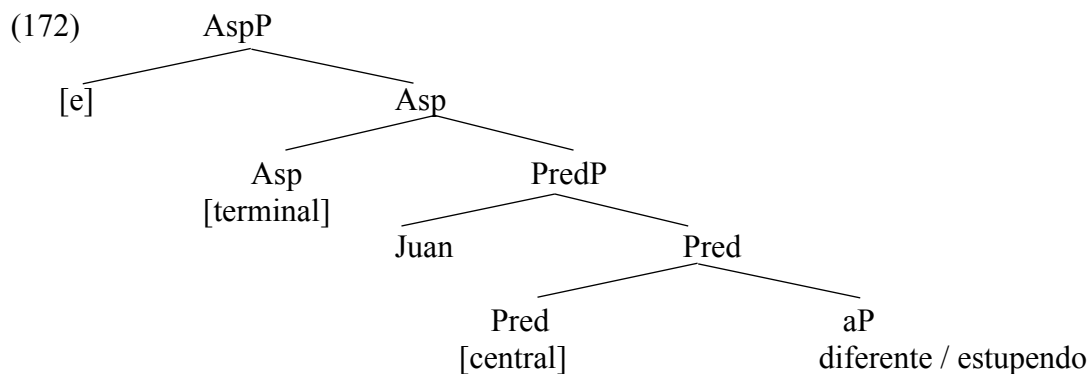 (172) AspP
[e] Asp
Asp PredP
[terminal]
Juan Pred
Pred aP
[central] diferente / estupendo